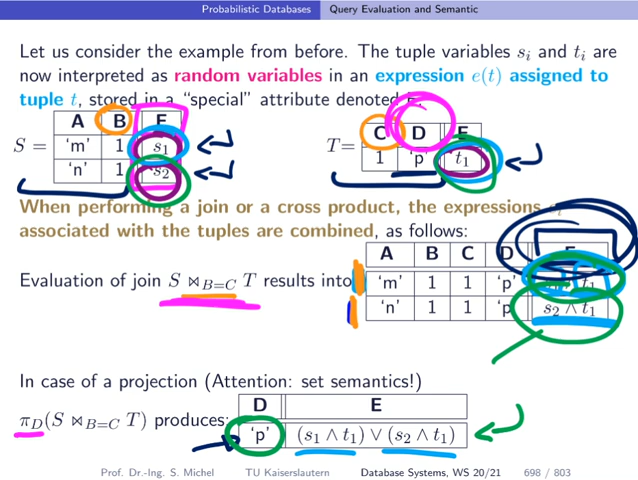 Probabilistic Databases Query Evaluation and Semantic
Let us consider the example from before. The tuple variables sᵢ and tᵢ are
now interpreted as random variables in an expression e(t) assigned to
tuple t, stored in a “special” attribute denoted E.
A B E
S = ‘m’ 1 s₁
‘n’ 1 s₂
C D E
T= 1 ‘p’ t₁
When performing a join or a cross product, the expressions
associated with the tuples are combined, as follows:
A B C D
Evaluation of join S ⋈B=C T results into ‘m’ 1 1 ‘p’ t₁
‘n’ 1 1 ‘p s₂ ∧ t₁
In case of a projection (Attention: set semantics!)
D E
πD(S ⋈B=C T) produces: ‘p’ (s₁ ∧ t₁) ∨ (s₂ ∧ t₁)
Prof. Dr.-Ing. S. Michel TU Kaiserslautern Database Systems, WS 20/21 698 / 803